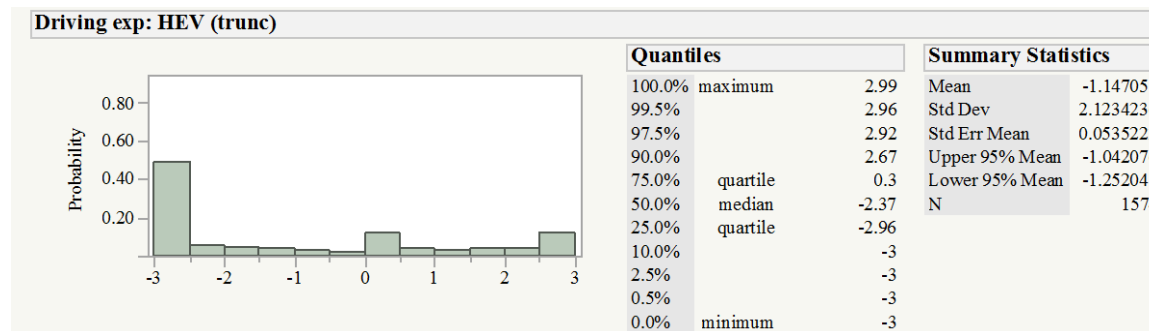 Driving exp: HEV (trunc)
Probability
0.80
0.60
0.40
0.20
-3 -2 -1 0 1 2 3
Quantiles
100.0% maximum 2.99
99.5% 2.96
97.5% 2.92
90.0% 2.67
75.0% quartile 0.3
50.0% median -2.37
25.0% quartile -2.96
10.0% -3
2.5% -3
0.5% -3
0.0% minimum -3
Summary Statistics
Mean -1.14705
Std Dev 2.123423
Std Err Mean 0.053522
Upper 95% Mean -1.04207
Lower 95% Mean -1.25204
N 157